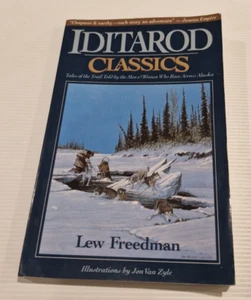 "Eloquent & earthy—each story an adventure" —Juneau Empire
IDITAROD
CLASSICS
Tales of the Trail Told by the Men & Women Who Race Across Alaska
Lew Freedman
Illustrations by Jon Van Zyle